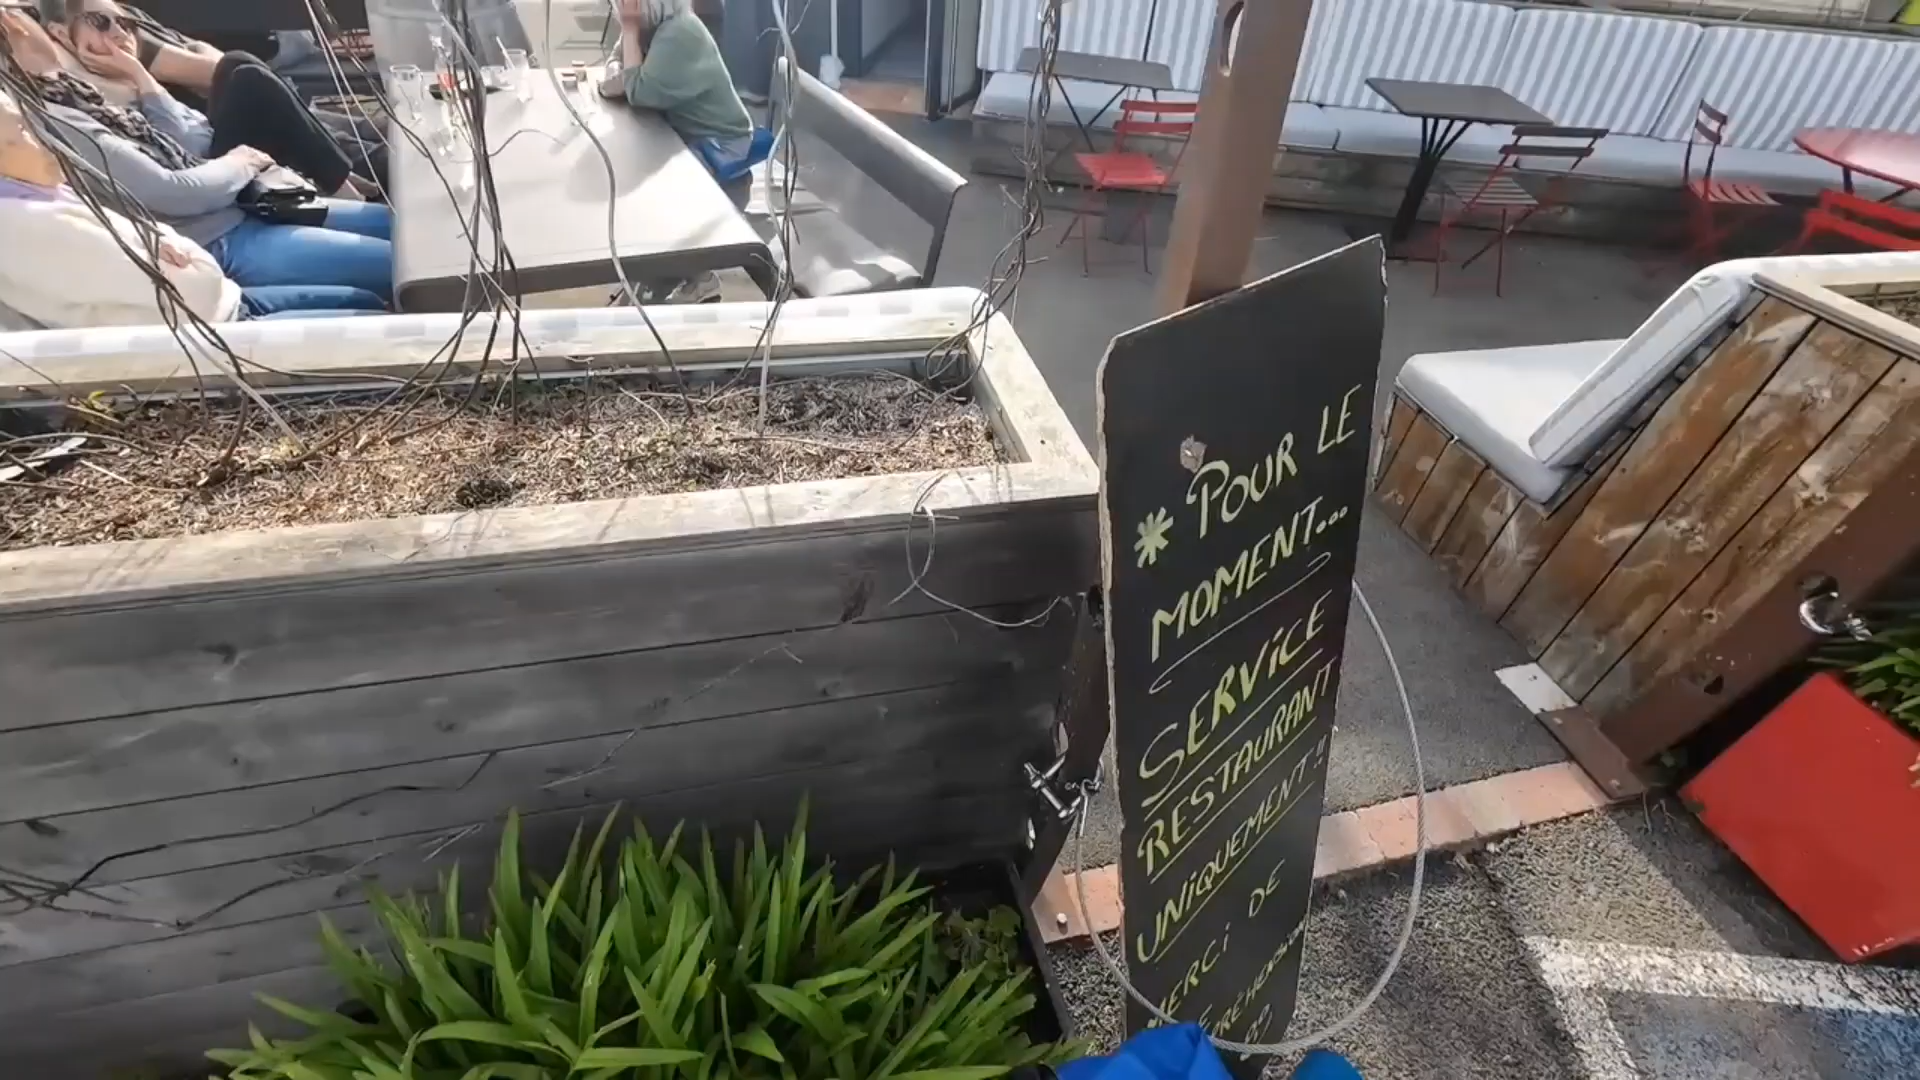 * POUR LE
MOMENT...
SERVICE
RESTAURANT
UNIQUEMENT!!
MERCI DE